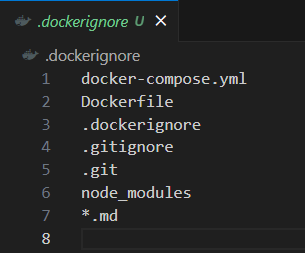 .dockerignore U
.dockerignore
1 docker-compose.yml
2 Dockerfile
3 .dockerignore
4 .gitignore
5 .git
6 node_modules
7 *.md
8